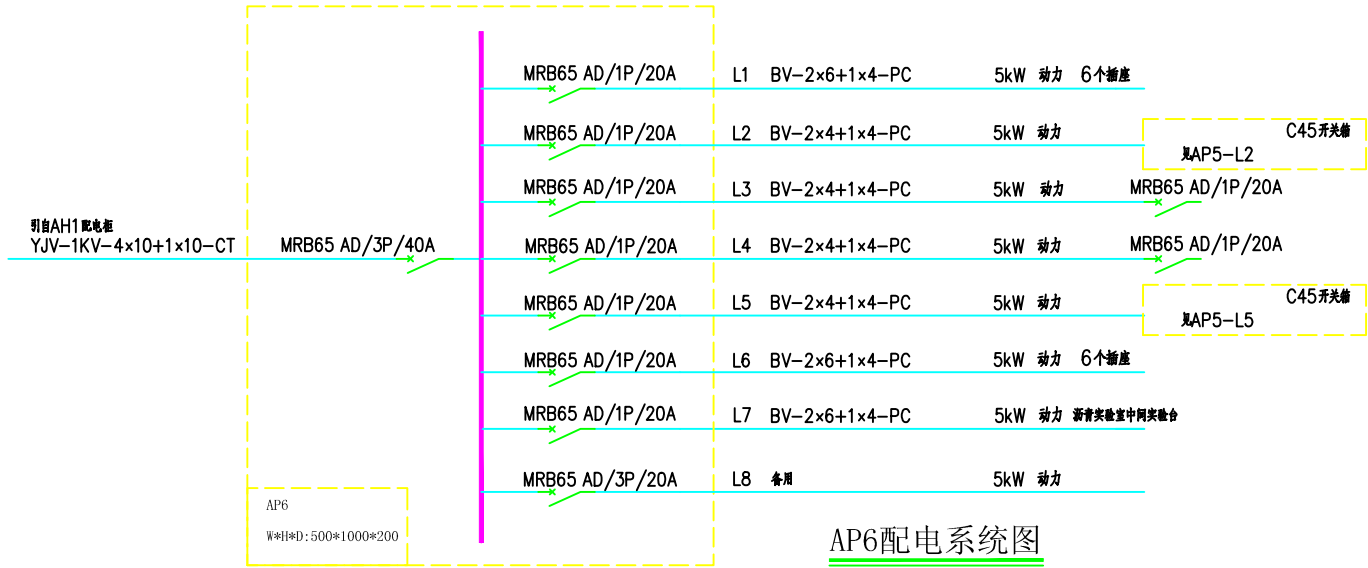 MRB65 AD/1P/20A L1 BV-2×6+1×4-PC 5kW 动力 6个插座
MRB65 AD/1P/20A L2 BV-2×4+1×4-PC 5kW 动力 C45开关箱
见AP5-L2
MRB65 AD/1P/20A L3 BV-2×4+1×4-PC 5kW 动力 MRB65 AD/1P/20A
引自AH1配电柜
YJV-1KV-4×10+1×10-CT MRB65 AD/3P/40A MRB65 AD/1P/20A L4 BV-2×4+1×4-PC 5kW 动力 MRB65 AD/1P/20A
MRB65 AD/1P/20A L5 BV-2×4+1×4-PC 5kW 动力 C45开关箱
见AP5-L5
MRB65 AD/1P/20A L6 BV-2×6+1×4-PC 5kW 动力 6个插座
MRB65 AD/1P/20A L7 BV-2×6+1×4-PC 5kW 动力 沥青实验室中间实验台
MRB65 AD/3P/20A L8 备用 5kW 动力
AP6
W*H*D:500*1000*200
AP6配电系统图